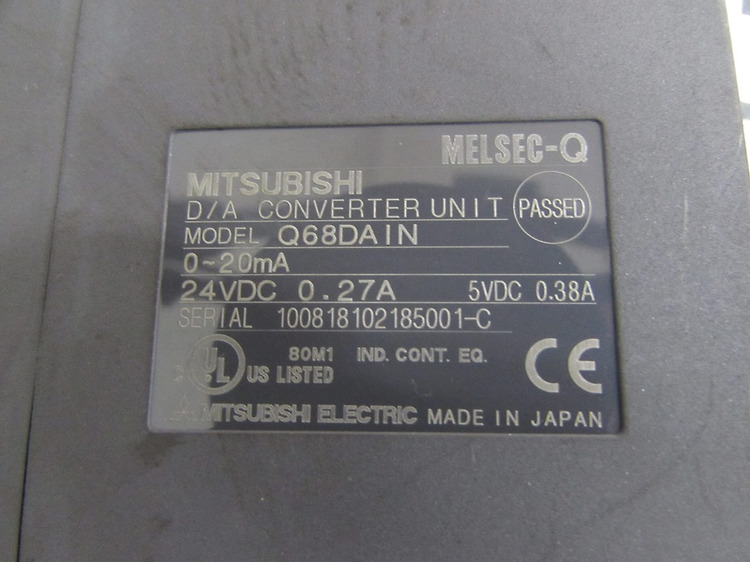 MELSEC-Q
MITSUBISHI
D/A CONVERTER UNIT PASSED
MODEL Q68DAIN
0~20mA
24VDC 0.27A 5VDC 0.38A
SERIAL 100818102185001-C
UL US LISTED 80M1 IND. CONT. EQ. CE
MITSUBISHI ELECTRIC MADE IN JAPAN